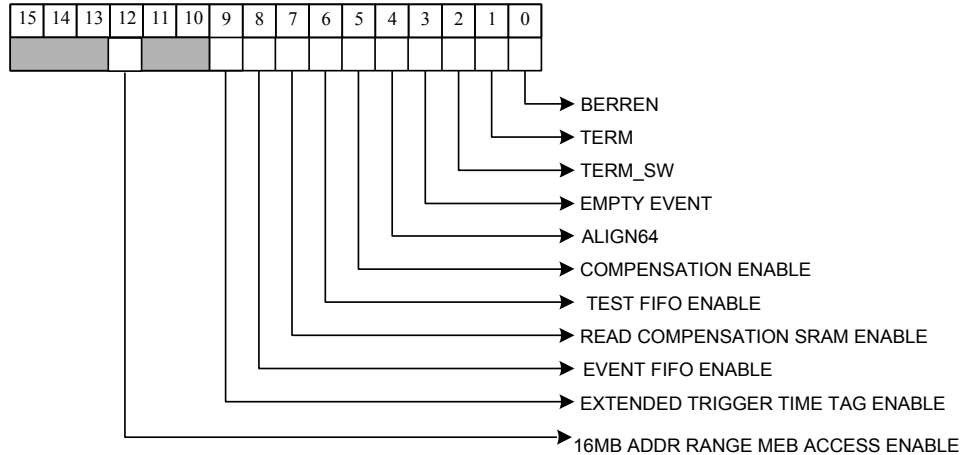 15 14 13 12 11 10 9 8 7 6 5 4 3 2 1 0
BERREN
TERM
TERM_SW
EMPTY EVENT
ALIGN64
COMPENSATION ENABLE
TEST FIFO ENABLE
READ COMPENSATION SRAM ENABLE
EVENT FIFO ENABLE
EXTENDED TRIGGER TIME TAG ENABLE
16MB ADDR RANGE MEB ACCESS ENABLE